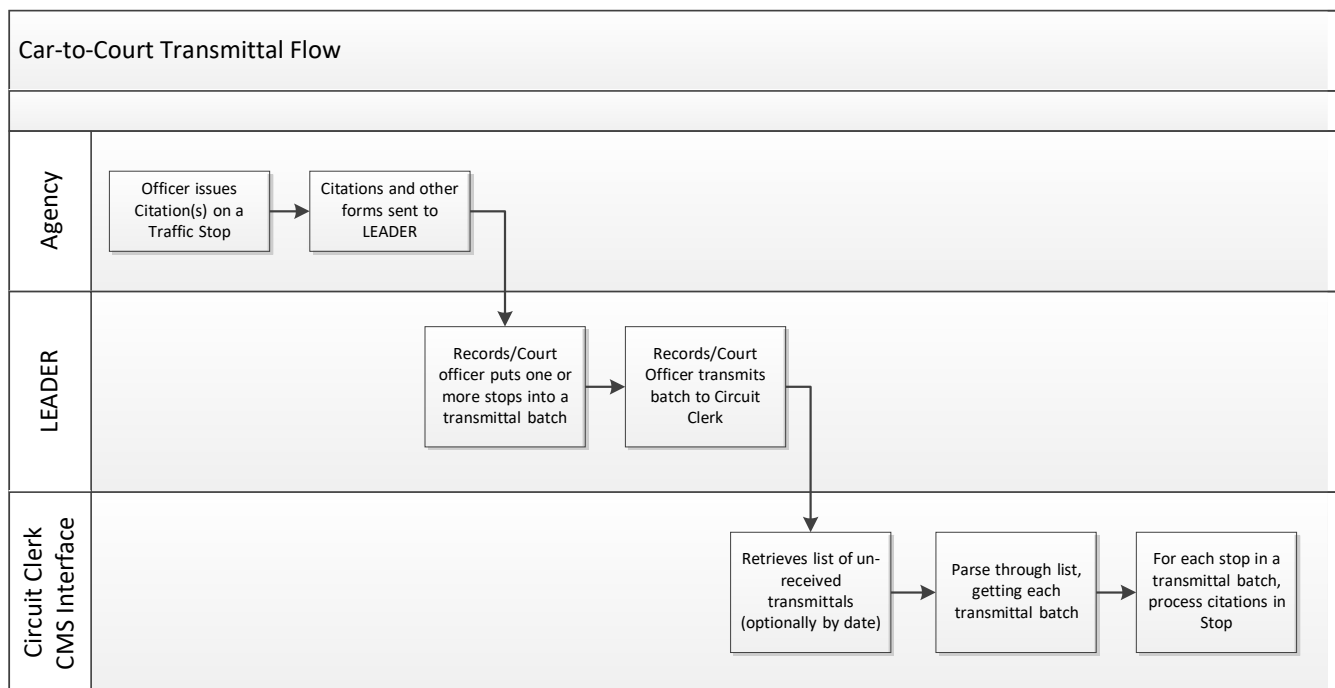 Car-to-Court Transmittal Flow
Agency
Officer issues
Citation(s) on a
Traffic Stop
Citations and other
forms sent to
LEADER
LEADER
Records/Court
officer puts one or
more stops into a
transmittal batch
Records/Court
Officer transmits
batch to Circuit
Clerk
Circuit Clerk
CMS Interface
Retrieves list of un-
received
transmittals
(optionally by date)
Parse through list,
getting each
transmittal batch
For each stop in a
transmittal batch,
process citations in
Stop